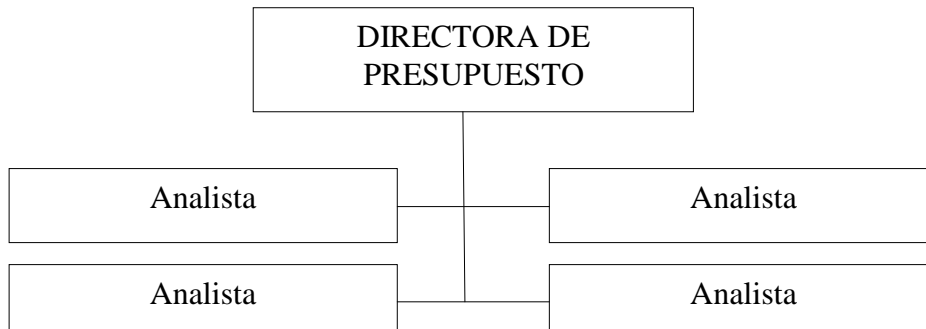 DIRECTORA DE
PRESUPUESTO
Analista
Analista
Analista
Analista